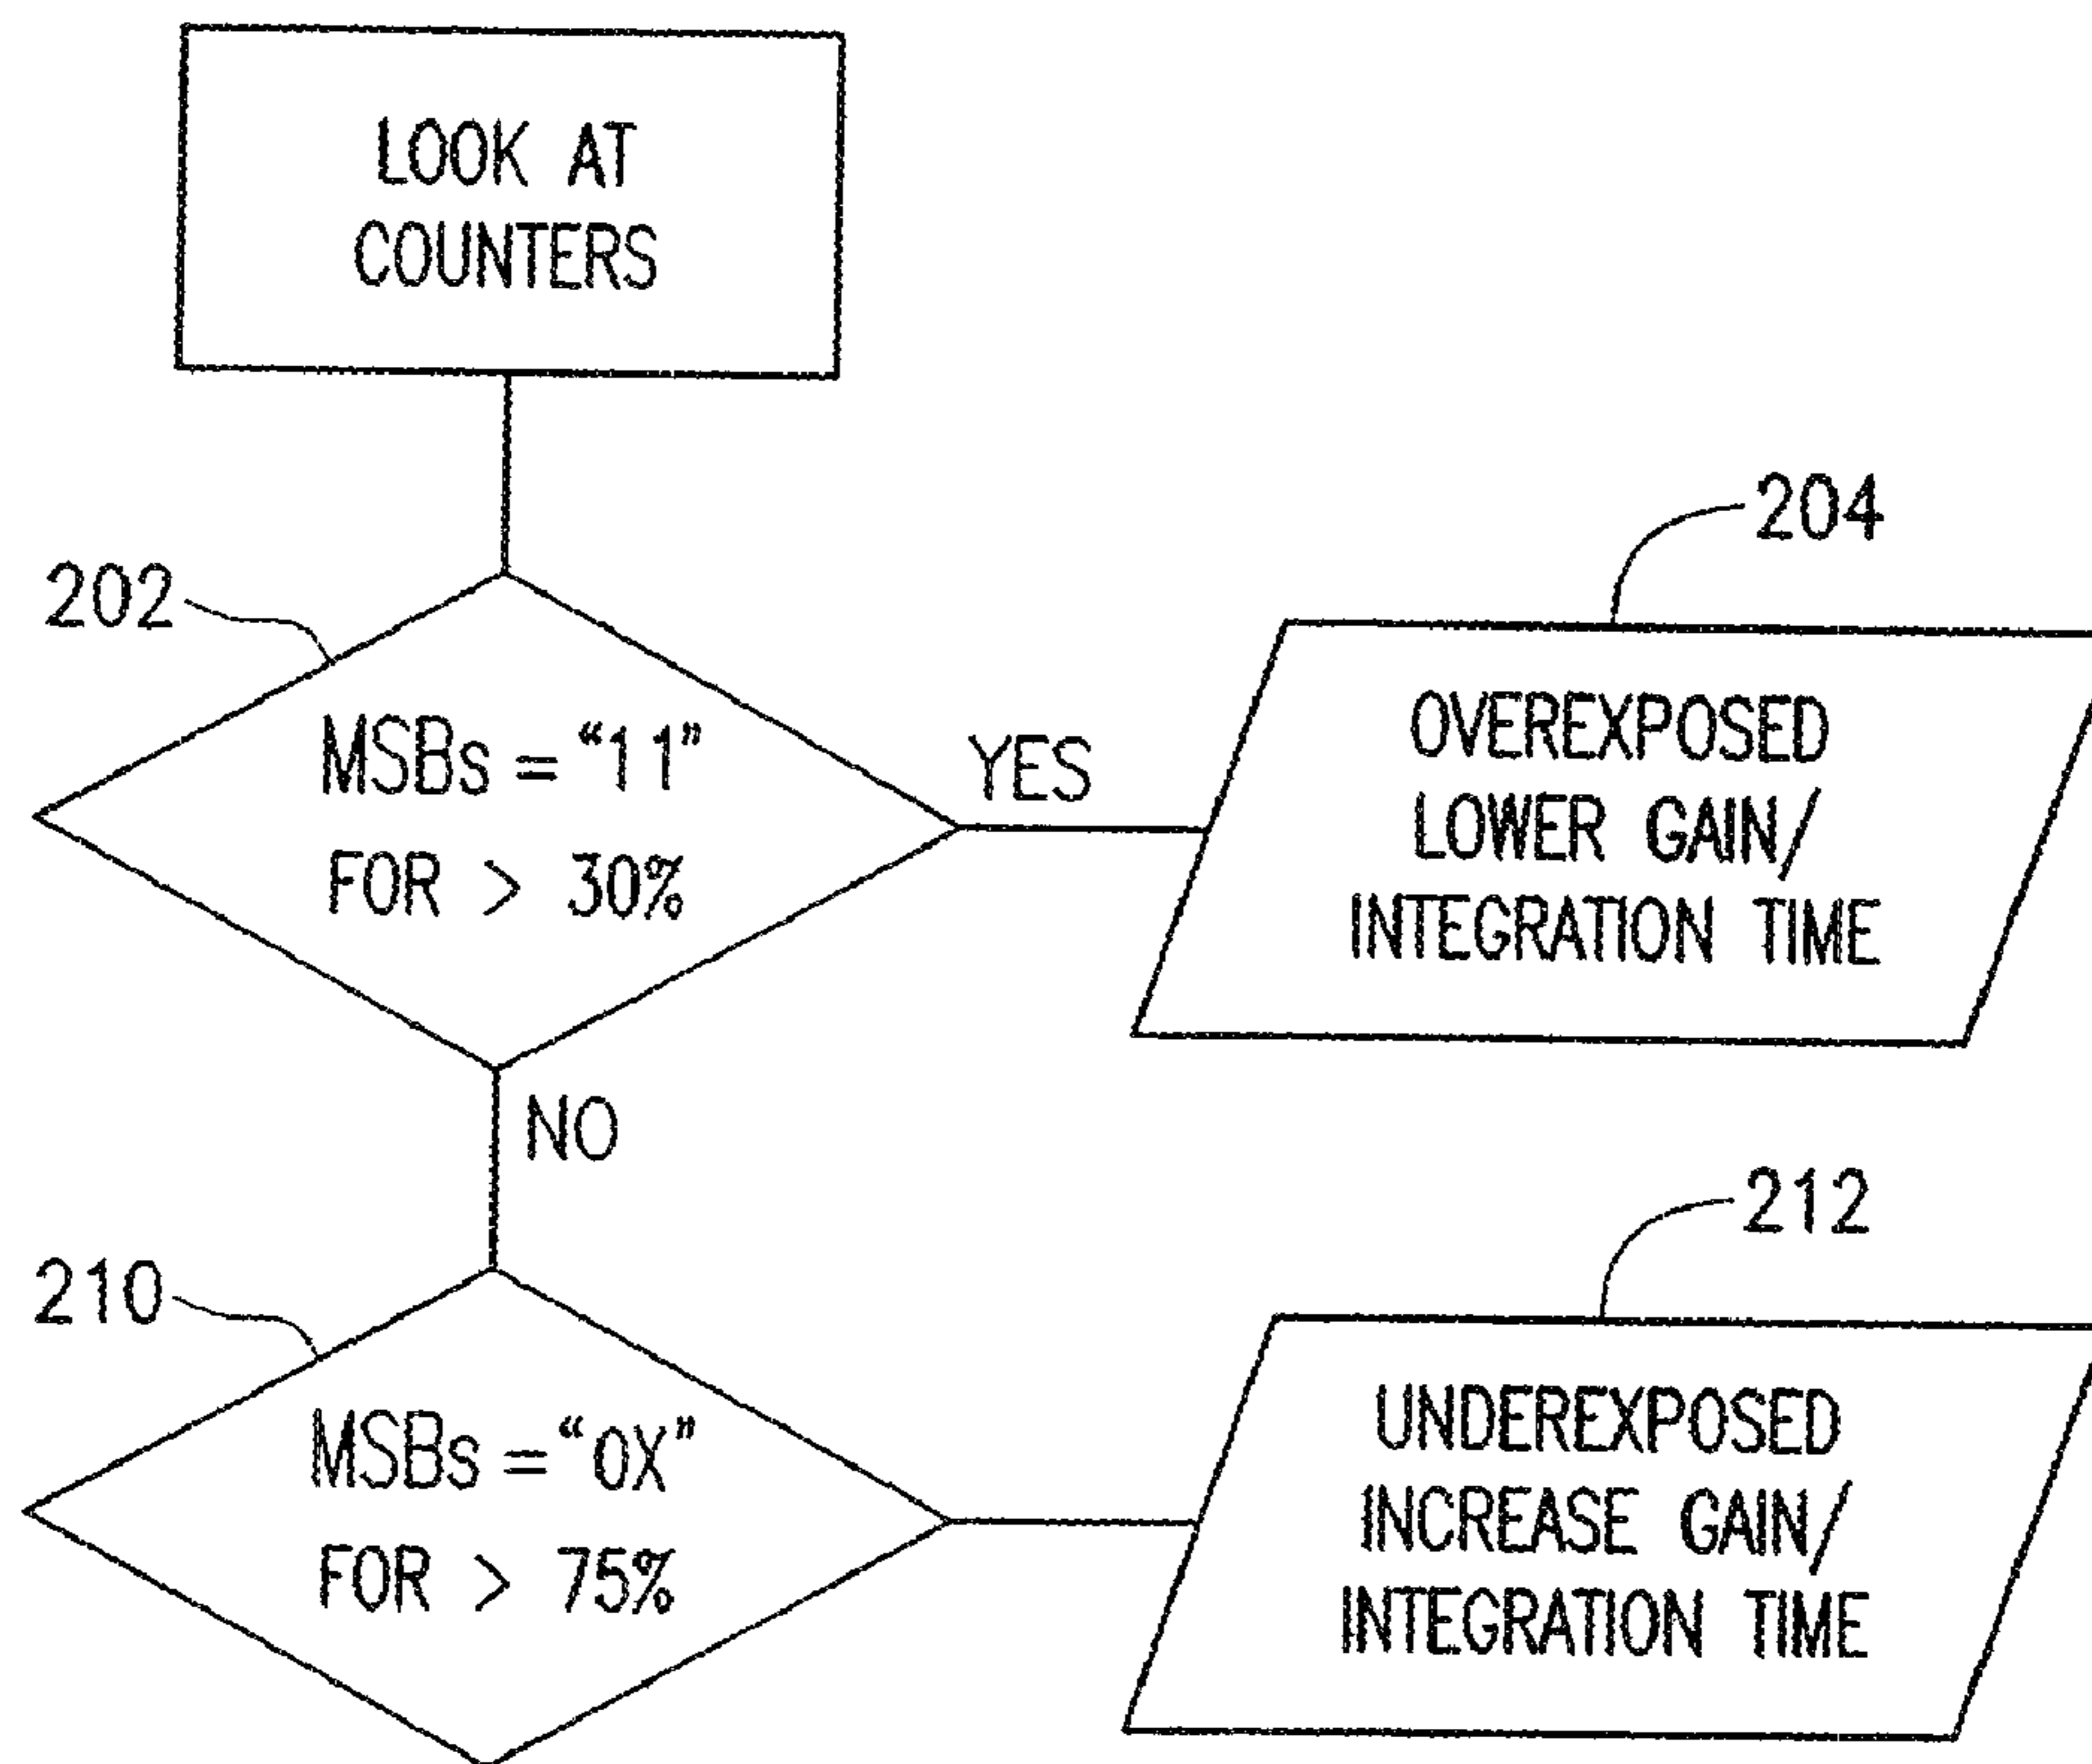 LOOK AT
COUNTERS
202
MSBs = “11”
FOR > 30%
YES
204
OVEREXPOSED
LOWER GAIN/
INTEGRATION TIME
NO
210
MSBs = “0X”
FOR > 75%
212
UNDEREXPOSED
INCREASE GAIN/
INTEGRATION TIME